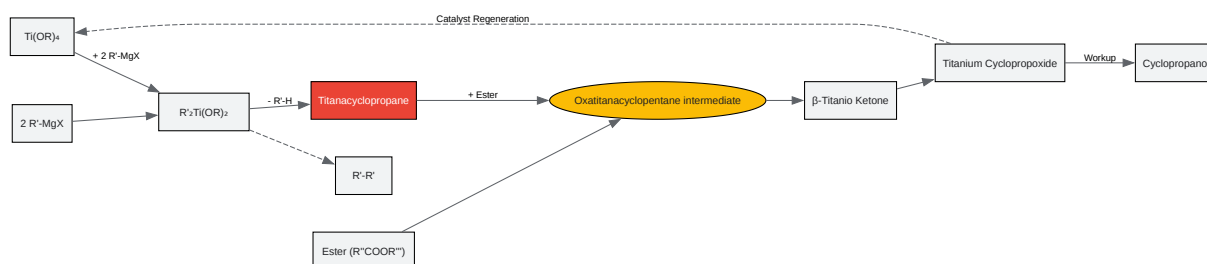 Catalyst Regeneration
Ti(OR)₄
+ 2 R'-MgX
2 R'-MgX
R'₂Ti(OR)₂
- R'-H
Titanacyclopropane
+ Ester
Oxatitanacyclopentane intermediate
β-Titanio Ketone
Titanium Cyclopropoxide
Workup
Cyclopropano
R'-R'
Ester (R''COOR''')